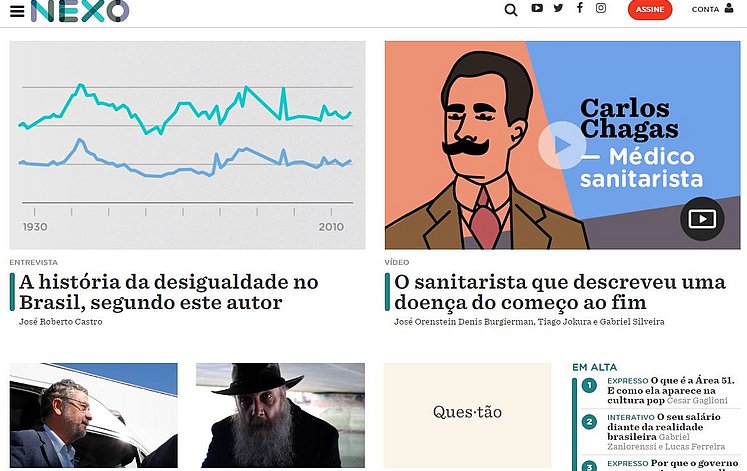 NEXO
ASSINE
CONTA
1930
2010
Carlos
Chagas
— Médico
sanitarista
ENTREVISTA
A história da desigualdade no
Brasil, segundo este autor
José Roberto Castro
VÍDEO
O sanitarista que descreveu uma
doença do começo ao fim
José Orenstein Denis Burgierman, Tiago Jokura e Gabriel Silveira
Ques·tão
EM ALTA
1 EXPRESSO O que é a Área 51.
E como ela aparece na
cultura pop Cesar Gaglioni
2 INTERATIVO O seu salário
diante da realidade
brasileira Gabriel
Zanlorenssi e Lucas Ferreira
3 EXPRESSO Por que o governo